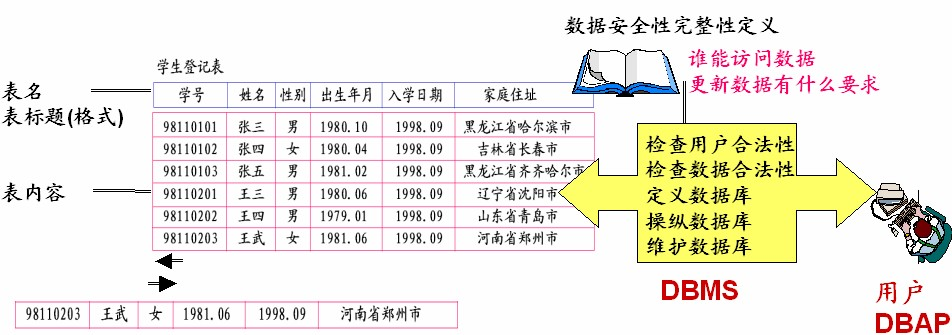 数据安全性完整性定义
谁能访问数据
更新数据有什么要求
学生登记表
表名
表标题(格式)
学号 姓名 性别 出生年月 入学日期 家庭住址
表内容
98110101 张三 男 1980.10 1998.09 黑龙江省哈尔滨市
98110102 张四 女 1980.04 1998.09 吉林省长春市
98110103 张五 男 1981.02 1998.09 黑龙江省齐齐哈尔市
98110201 王三 男 1980.06 1998.09 辽宁省沈阳市
98110202 王四 男 1979.01 1998.09 山东省青岛市
98110203 王武 女 1981.06 1998.09 河南省郑州市
98110203 王武 女 1981.06 1998.09 河南省郑州市
检查用户合法性
检查数据合法性
定义数据库
操纵数据库
维护数据库
DBMS
用户
DBAP